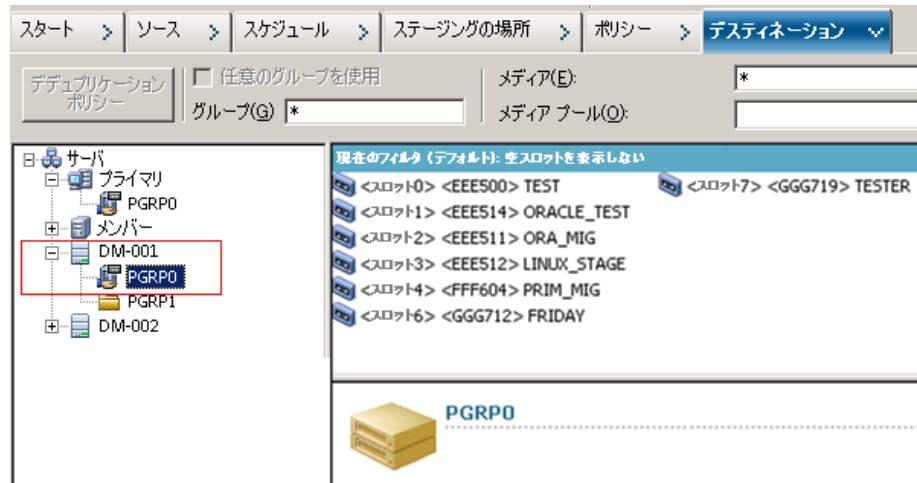 スタート
ソース
スケジュール
ステージングの場所
ポリシー
デスティネーション
デデュプリケーション
ポリシー
任意のグループを使用
グループ(G) *
メディア(E): *
メディア プール(O):
サーバ
プライマリ
PGRP0
メンバー
DM-001
PGRP0
PGRP1
DM-002
現在のフィルタ (デフォルト): 空スロットを表示しない
<スロット0> <EEE500> TEST
<スロット1> <EEE514> ORACLE_TEST
<スロット2> <EEE511> ORA_MIG
<スロット3> <EEE512> LINUX_STAGE
<スロット4> <FFF604> PRIM_MIG
<スロット6> <GGG712> FRIDAY
<スロット7> <GGG719> TESTER
PGRP0